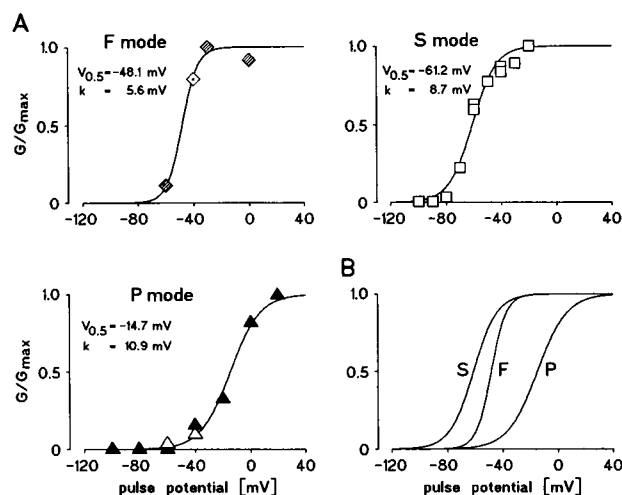 A
F mode
V0.5=-48.1 mV
k = 5.6 mV
G/Gmax
1.0
0.5
0
-120 -80 -40 0 40
S mode
V0.5=-61.2 mV
k = 8.7 mV
1.0
0.5
0
-120 -80 -40 0 40
P mode
V0.5=-14.7 mV
k = 10.9 mV
G/Gmax
1.0
0.5
0
-120 -80 -40 0 40
pulse potential [mV]
B
1.0
0.5
0
S F P
-120 -80 -40 0 40
pulse potential [mV]